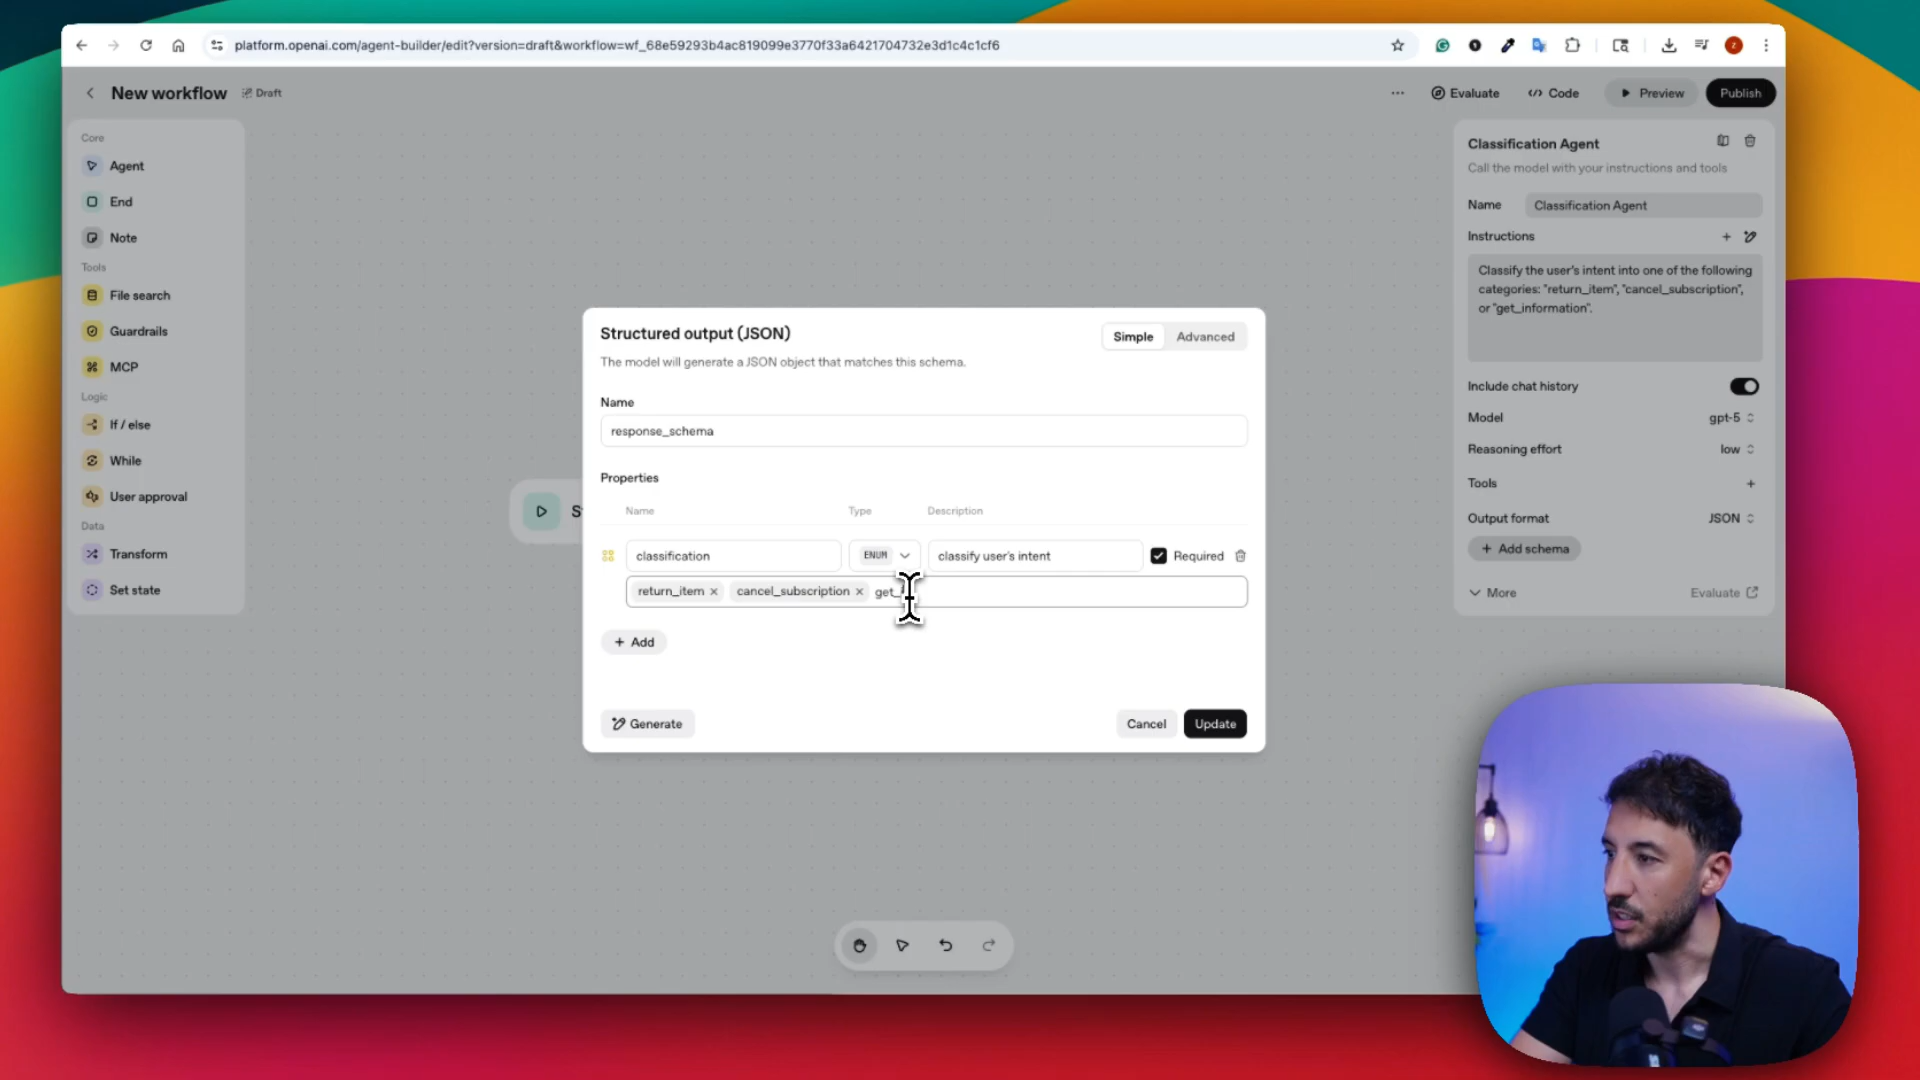 platform.openai.com/agent-builder/edit?version=draft&workflow=wf_68e59293b4ac819099e3770f33a6421704732e3d1c4c1cf6
New workflow
Draft
Evaluate
Code
Preview
Publish
Core
Agent
End
Note
Tools
File search
Guardrails
MCP
Logic
If / else
While
User approval
Data
Transform
Set state
Structured output (JSON)
Simple
Advanced
The model will generate a JSON object that matches this schema.
Name
response_schema
Properties
Name
Type
Description
classification
ENUM
classify user's intent
Required
return_item
cancel_subscription
get_
Add
Generate
Cancel
Update
Classification Agent
Call the model with your instructions and tools
Name
Classification Agent
Instructions
Classify the user's intent into one of the following
categories: "return_item", "cancel_subscription",
or "get_information".
Include chat history
Model
gpt-5
Reasoning effort
low
Tools
Output format
JSON
Add schema
More
Evaluate